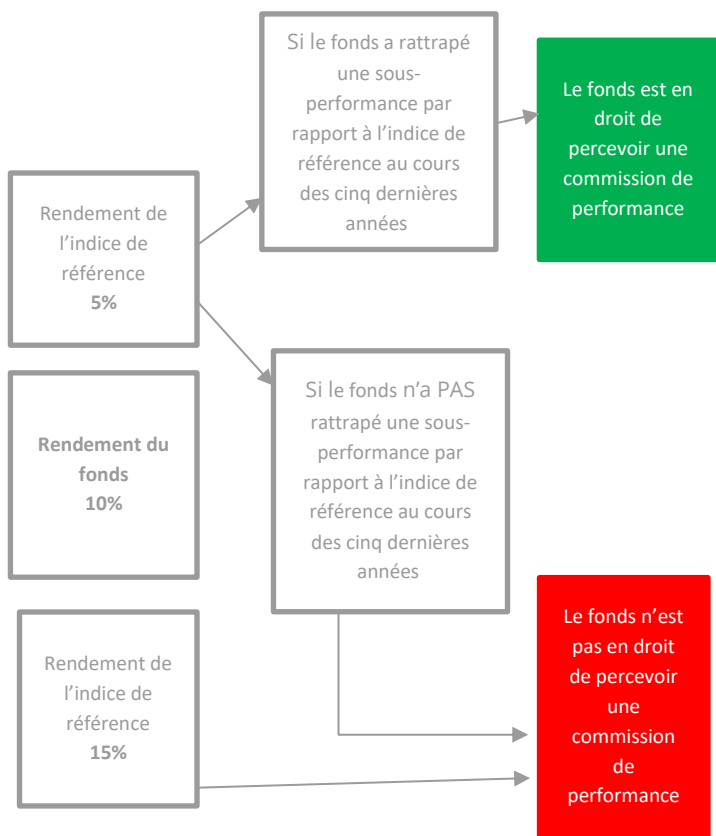 Si le fonds a rattrapé
une sous-
performance par
rapport à l'indice de
référence au cours
des cinq dernières
années
Le fonds est en
droit de
percevoir une
commission de
performance
Rendement de
l'indice de
référence
5%
Si le fonds n'a PAS
rattrapé une sous-
performance par
rapport à l'indice de
référence au cours
des cinq dernières
années
Rendement du
fonds
10%
Rendement de
l'indice de
référence
15%
Le fonds n'est
pas en droit
de percevoir
une
commission
de
performance